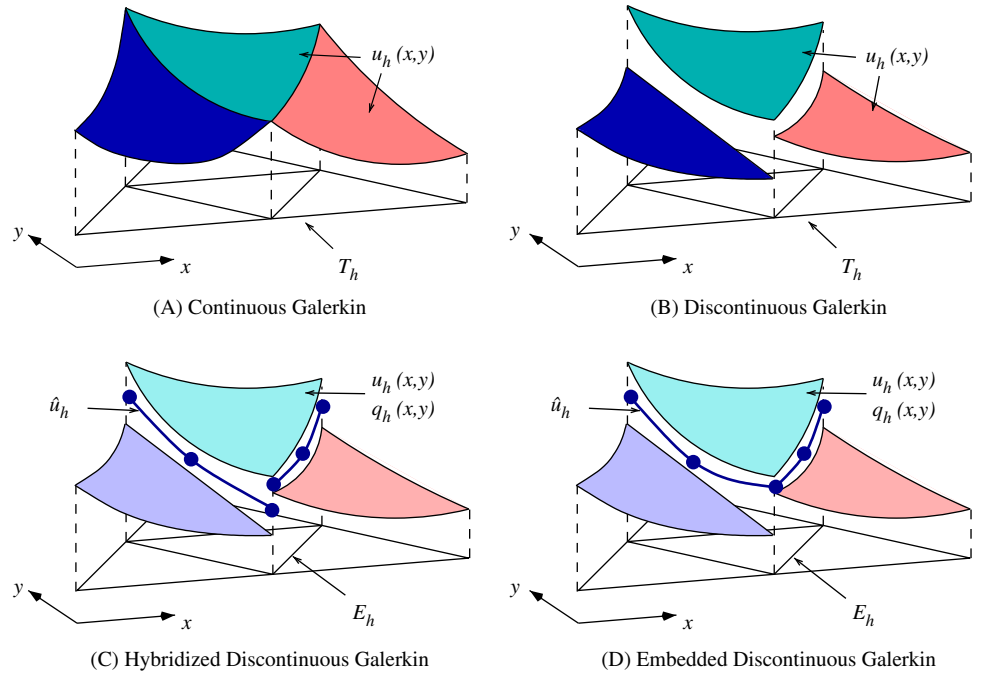 u_h (x,y)
y
x
T_h
(A) Continuous Galerkin
u_h (x,y)
y
x
T_h
(B) Discontinuous Galerkin
û_h
u_h (x,y)
q_h (x,y)
y
x
E_h
(C) Hybridized Discontinuous Galerkin
û_h
u_h (x,y)
q_h (x,y)
y
x
E_h
(D) Embedded Discontinuous Galerkin